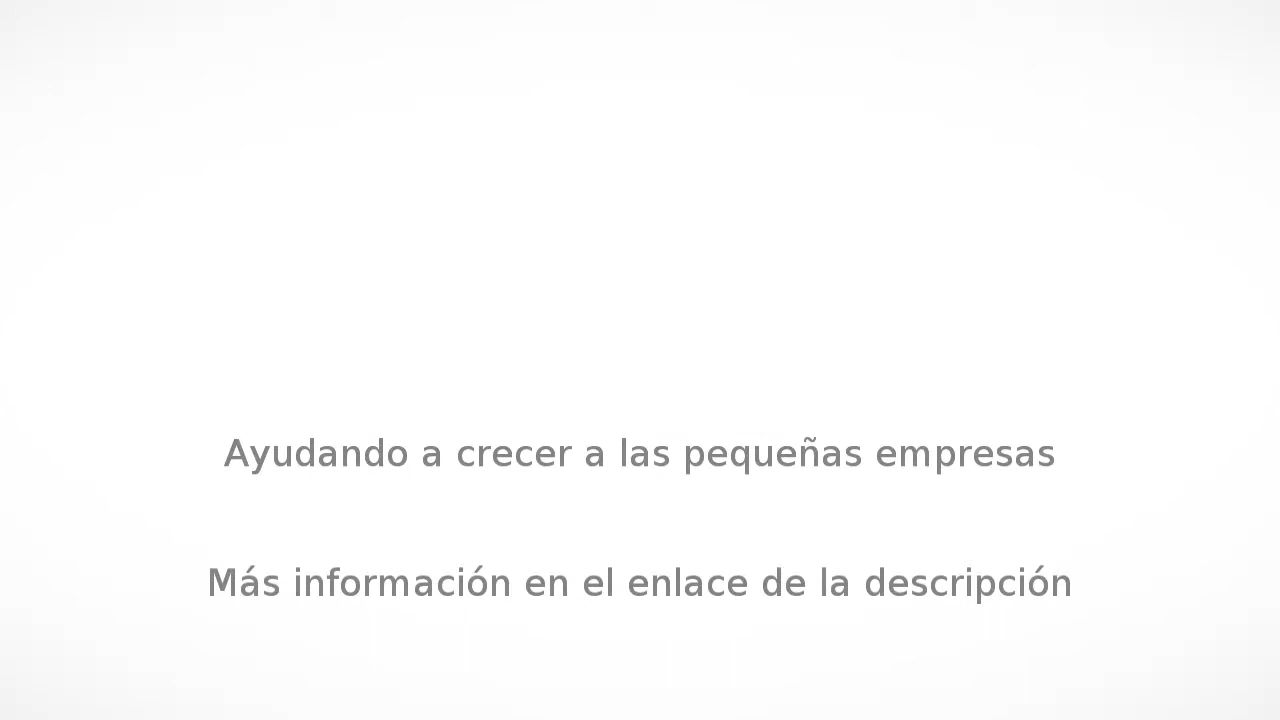 Ayudando a crecer a las pequeñas empresas
Más información en el enlace de la descripción